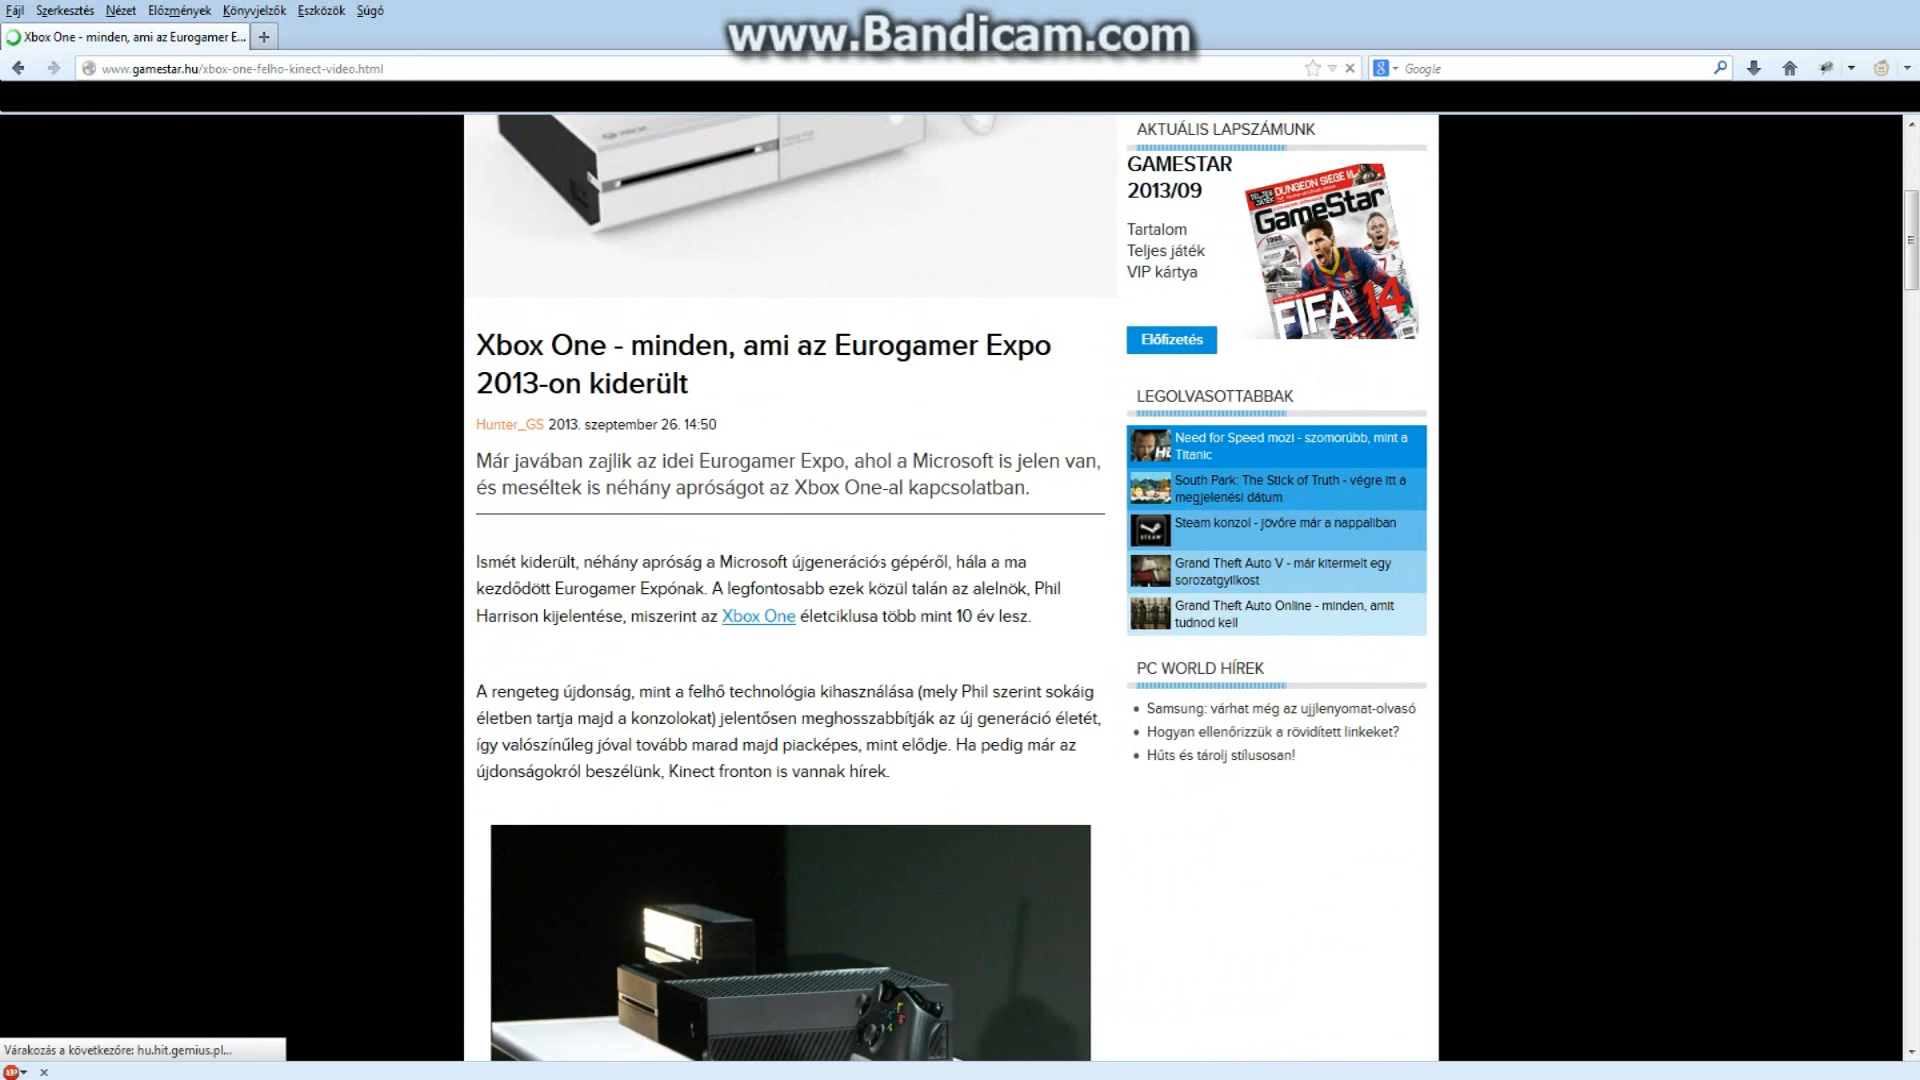 Fájl Szerkesztés Nézet Előzmények Könyvjelzők Eszközök Súgó
www.Bandicam.com
Xbox One - minden, ami az Eurogamer E...
www.gamestar.hu/xbox-one-felho-kinect-video.html
Google
AKTUÁLIS LAPSZÁMUNK
GAMESTAR
2013/09
Tartalom
Teljes játék
VIP kártya
DUNGEON SIEGE III
GameStar
FIFA 14
Előfizetés
Xbox One - minden, ami az Eurogamer Expo
2013-on kiderült
Hunter_GS 2013. szeptember 26. 14:50
Már javában zajlik az idei Eurogamer Expo, ahol a Microsoft is jelen van,
és meséltek is néhány apróságot az Xbox One-al kapcsolatban.
Ismét kiderült, néhány apróság a Microsoft újgenerációs gépéről, hála a ma
kezdődött Eurogamer Expónak. A legfontosabb ezek közül talán az alelnök, Phil
Harrison kijelentése, miszerint az Xbox One életciklusa több mint 10 év lesz.
A rengeteg újdonság, mint a felhő technológia kihasználása (mely Phil szerint sokáig
életben tartja majd a konzolokat) jelentősen meghosszabbítják az új generáció életét,
így valószínűleg jóval tovább marad majd piacképes, mint elődje. Ha pedig már az
újdonságokról beszélünk, Kinect fronton is vannak hírek.
LEGOLVASOTTABBAK
Need for Speed mozi - szomorúbb, mint a
Titanic
South Park: The Stick of Truth - végre itt a
megjelenési dátum
Steam konzol - jövőre már a nappaliban
Grand Theft Auto V - már kitermelt egy
sorozatgyilkost
Grand Theft Auto Online - minden, amit
tudnod kell
PC WORLD HÍREK
Samsung: várhat még az ujjlenyomat-olvasó
Hogyan ellenőrizzük a rövidített linkeket?
Hűts és tárolj stílusosan!
Várakozás a következőre: hu.hit.gemius.pl...